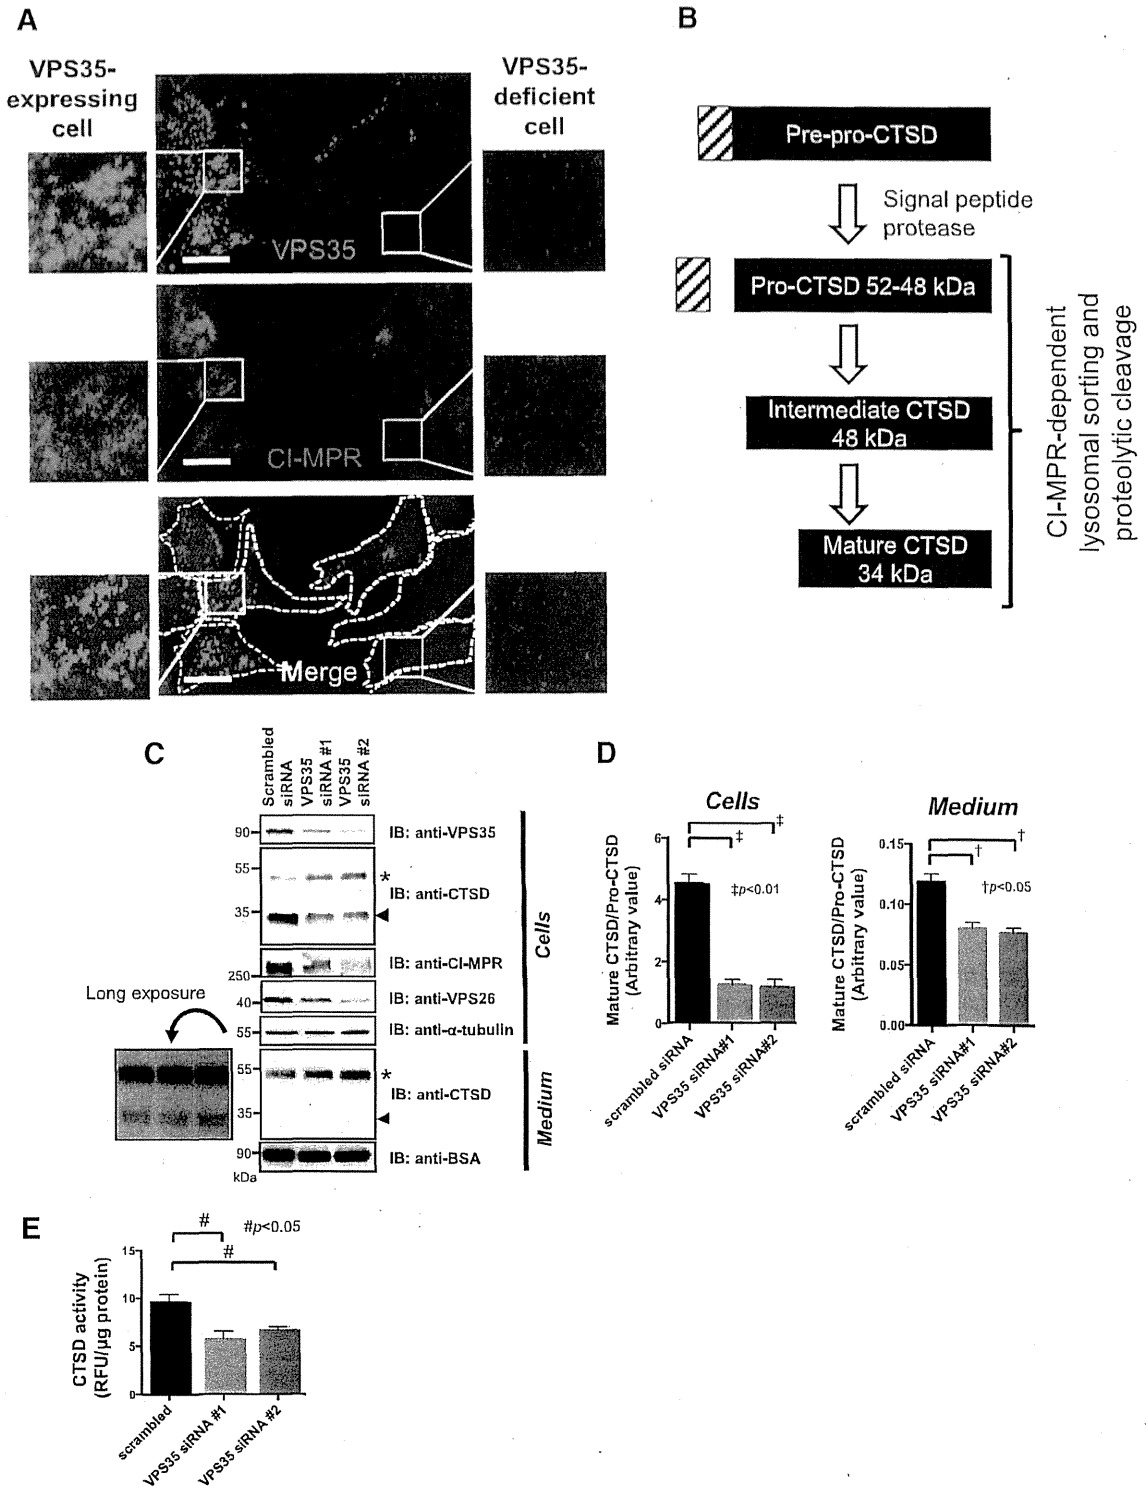 A
VPS35-
expressing
cell
VPS35-
deficient
cell
VPS35
CI-MPR
Merge
B
Pre-pro-CTSD
Signal peptide
protease
Pro-CTSD 52-48 kDa
Intermediate CTSD
48 kDa
Mature CTSD
34 kDa
CI-MPR-dependent
lysosomal sorting and
proteolytic cleavage
C
Scrambled
siRNA
VPS35
siRNA #1
VPS35
siRNA #2
90
IB: anti-VPS35
55
*
IB: anti-CTSD
35
250
IB: anti-CI-MPR
40
IB: anti-VPS26
55
IB: anti-α-tubulin
Cells
Long exposure
55
*
IB: anti-CTSD
35
90
IB: anti-BSA
kDa
Medium
D
Cells
Mature CTSD/Pro-CTSD
(Arbitrary value)
6
4
2
0
‡
‡
‡p<0.01
scrambled siRNA
VPS35 siRNA#1
VPS35 siRNA#2
Medium
Mature CTSD/Pro-CTSD
(Arbitrary value)
0.15
0.10
0.05
0.00
†
†
†p<0.05
scrambled siRNA
VPS35 siRNA#1
VPS35 siRNA#2
E
CTSD activity
(RFU/µg protein)
15
10
5
0
#
#
#p<0.05
scrambled
VPS35 siRNA #1
VPS35 siRNA #2